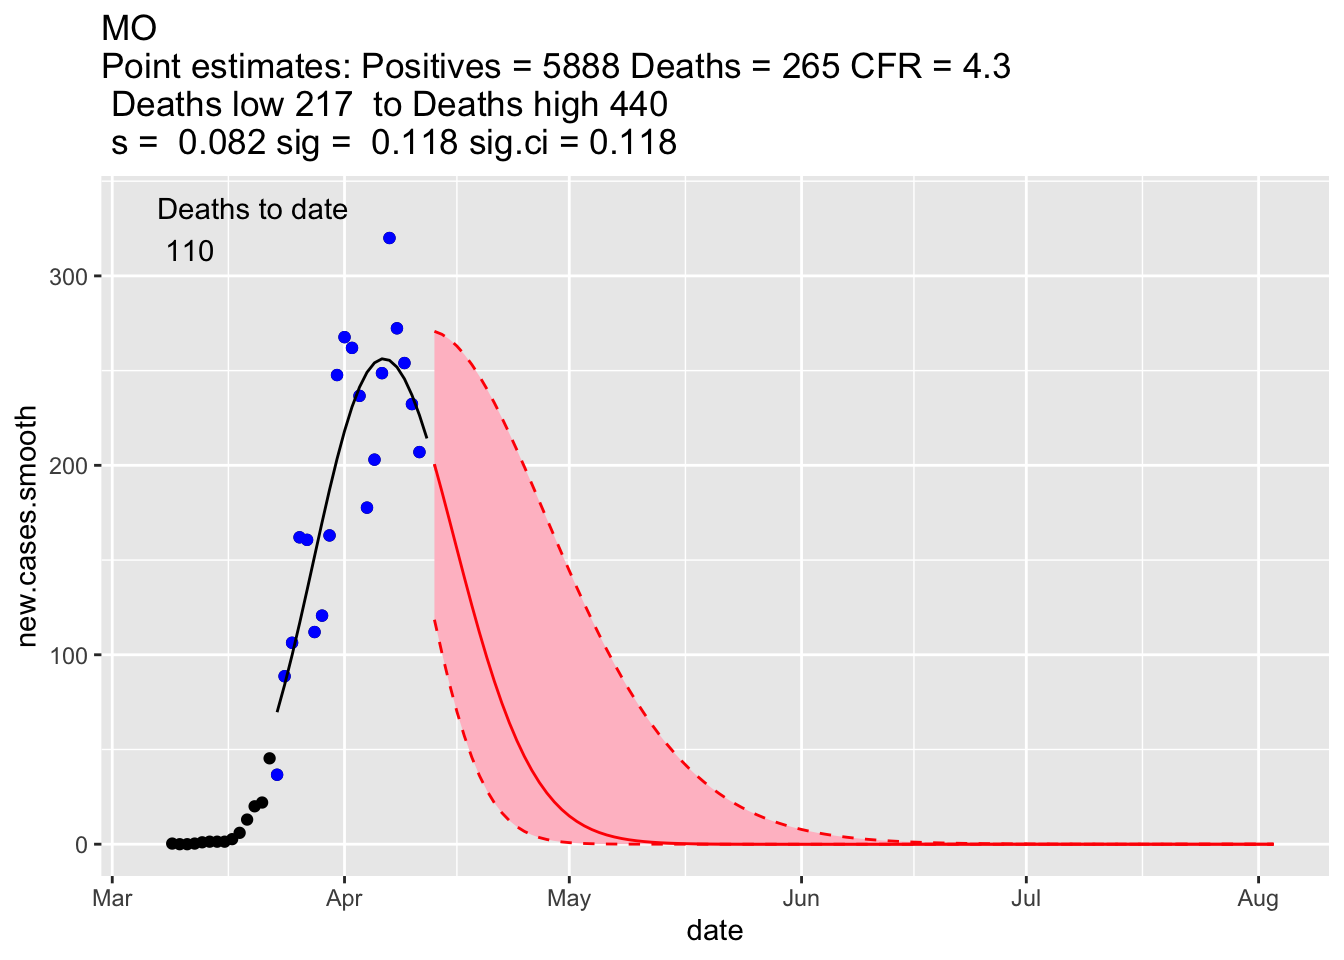 MO
Point estimates: Positives = 5888 Deaths = 265 CFR = 4.3
Deaths low 217  to Deaths high 440
s =  0.082 sig =  0.118 sig.ci = 0.118
Deaths to date
110
300
200
100
0
new.cases.smooth
Mar Apr May Jun Jul Aug
date